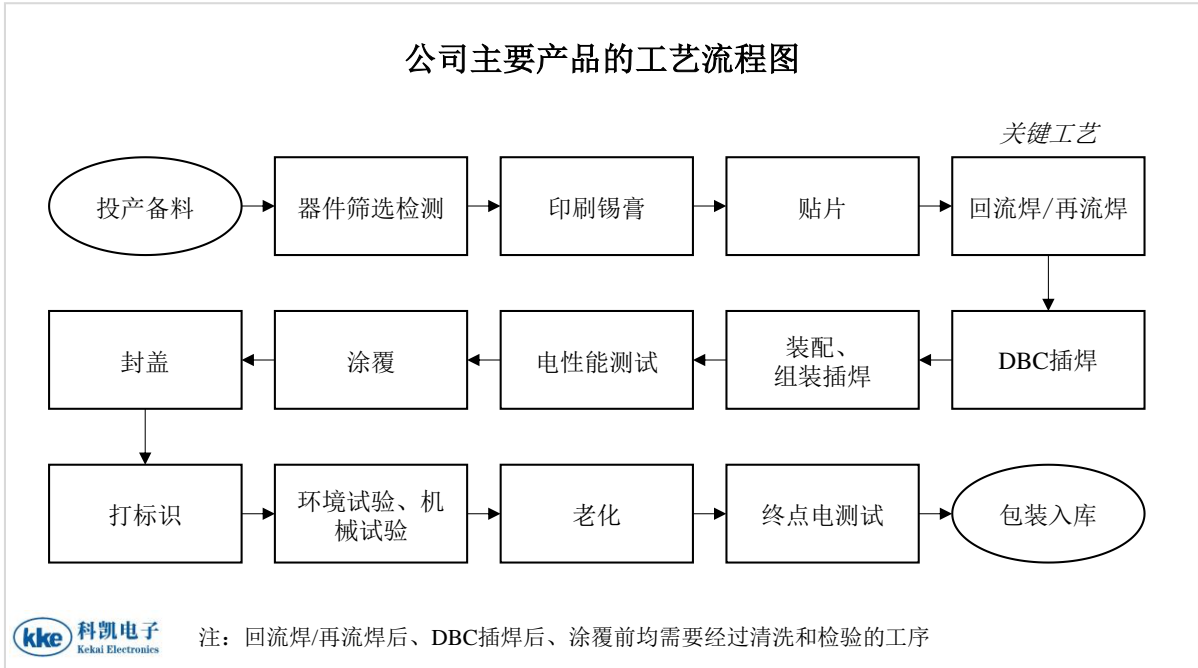 公司主要产品的工艺流程图
关键工艺
投产备料
器件筛选检测
印刷锡膏
贴片
回流焊/再流焊
DBC插焊
装配、
组装插焊
电性能测试
涂覆
封盖
打标识
环境试验、机
械试验
老化
终点电测试
包装入库
kke 科凯电子
Kekai Electronics
注：回流焊/再流焊后、DBC插焊后、涂覆前均需要经过清洗和检验的工序